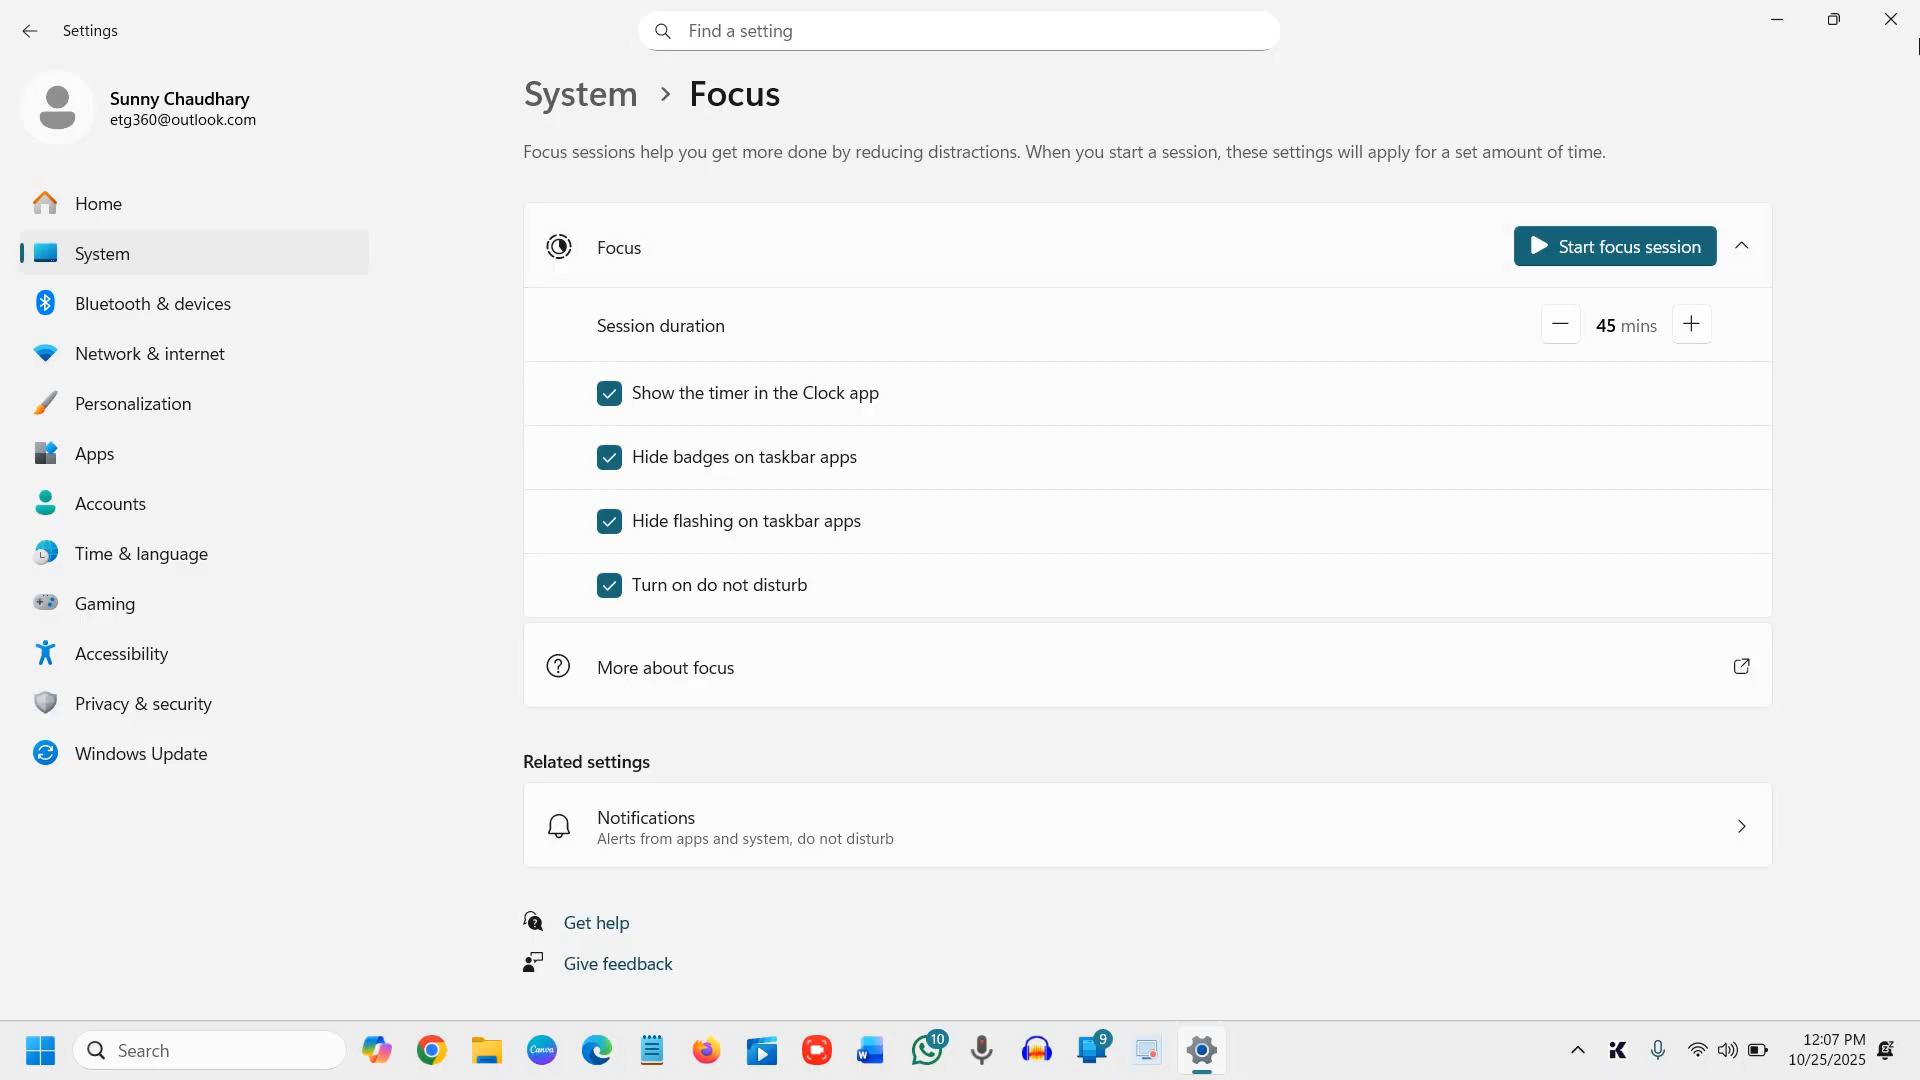 Settings
Find a setting
Sunny Chaudhary
etg360@outlook.com
Home
System
Bluetooth & devices
Network & internet
Personalization
Apps
Accounts
Time & language
Gaming
Accessibility
Privacy & security
Windows Update
System > Focus
Focus sessions help you get more done by reducing distractions. When you start a session, these settings will apply for a set amount of time.
Focus
Start focus session
Session duration
45 mins
Show the timer in the Clock app
Hide badges on taskbar apps
Hide flashing on taskbar apps
Turn on do not disturb
More about focus
Related settings
Notifications
Alerts from apps and system, do not disturb
Get help
Give feedback
Search
Canva
W
10
9
K
12:07 PM
10/25/2025